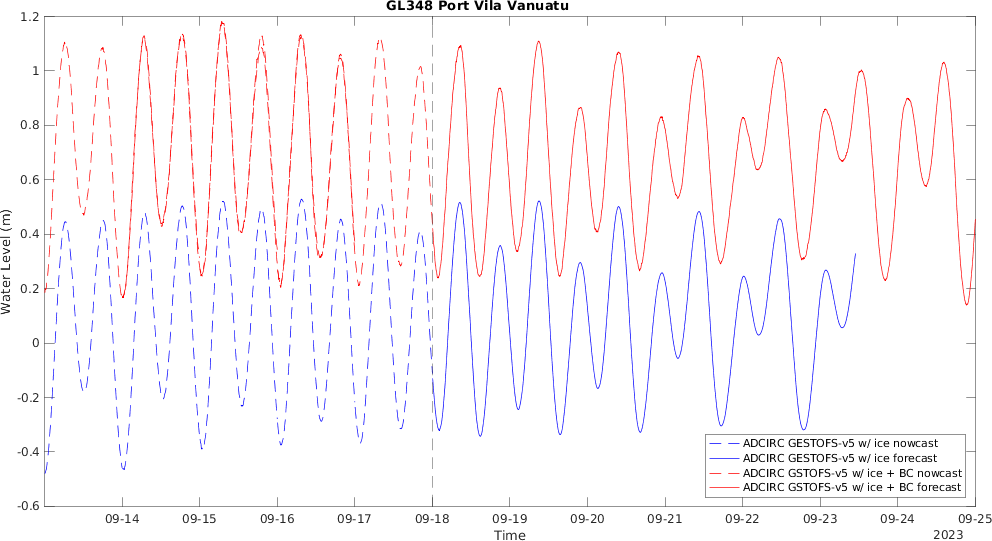 GL348 Port Vila Vanuatu
1.2
1
0.8
0.6
0.4
0.2
0
-0.2
-0.4
-0.6
Water Level (m)
ADCIRC GESTOFS-v5 w/ ice nowcast
ADCIRC GESTOFS-v5 w/ ice forecast
ADCIRC GSTOFS-v5 w/ ice + BC nowcast
ADCIRC GSTOFS-v5 w/ ice + BC forecast
09-14 09-15 09-16 09-17 09-18 09-19 09-20 09-21 09-22 09-23 09-24 09-25
Time
2023